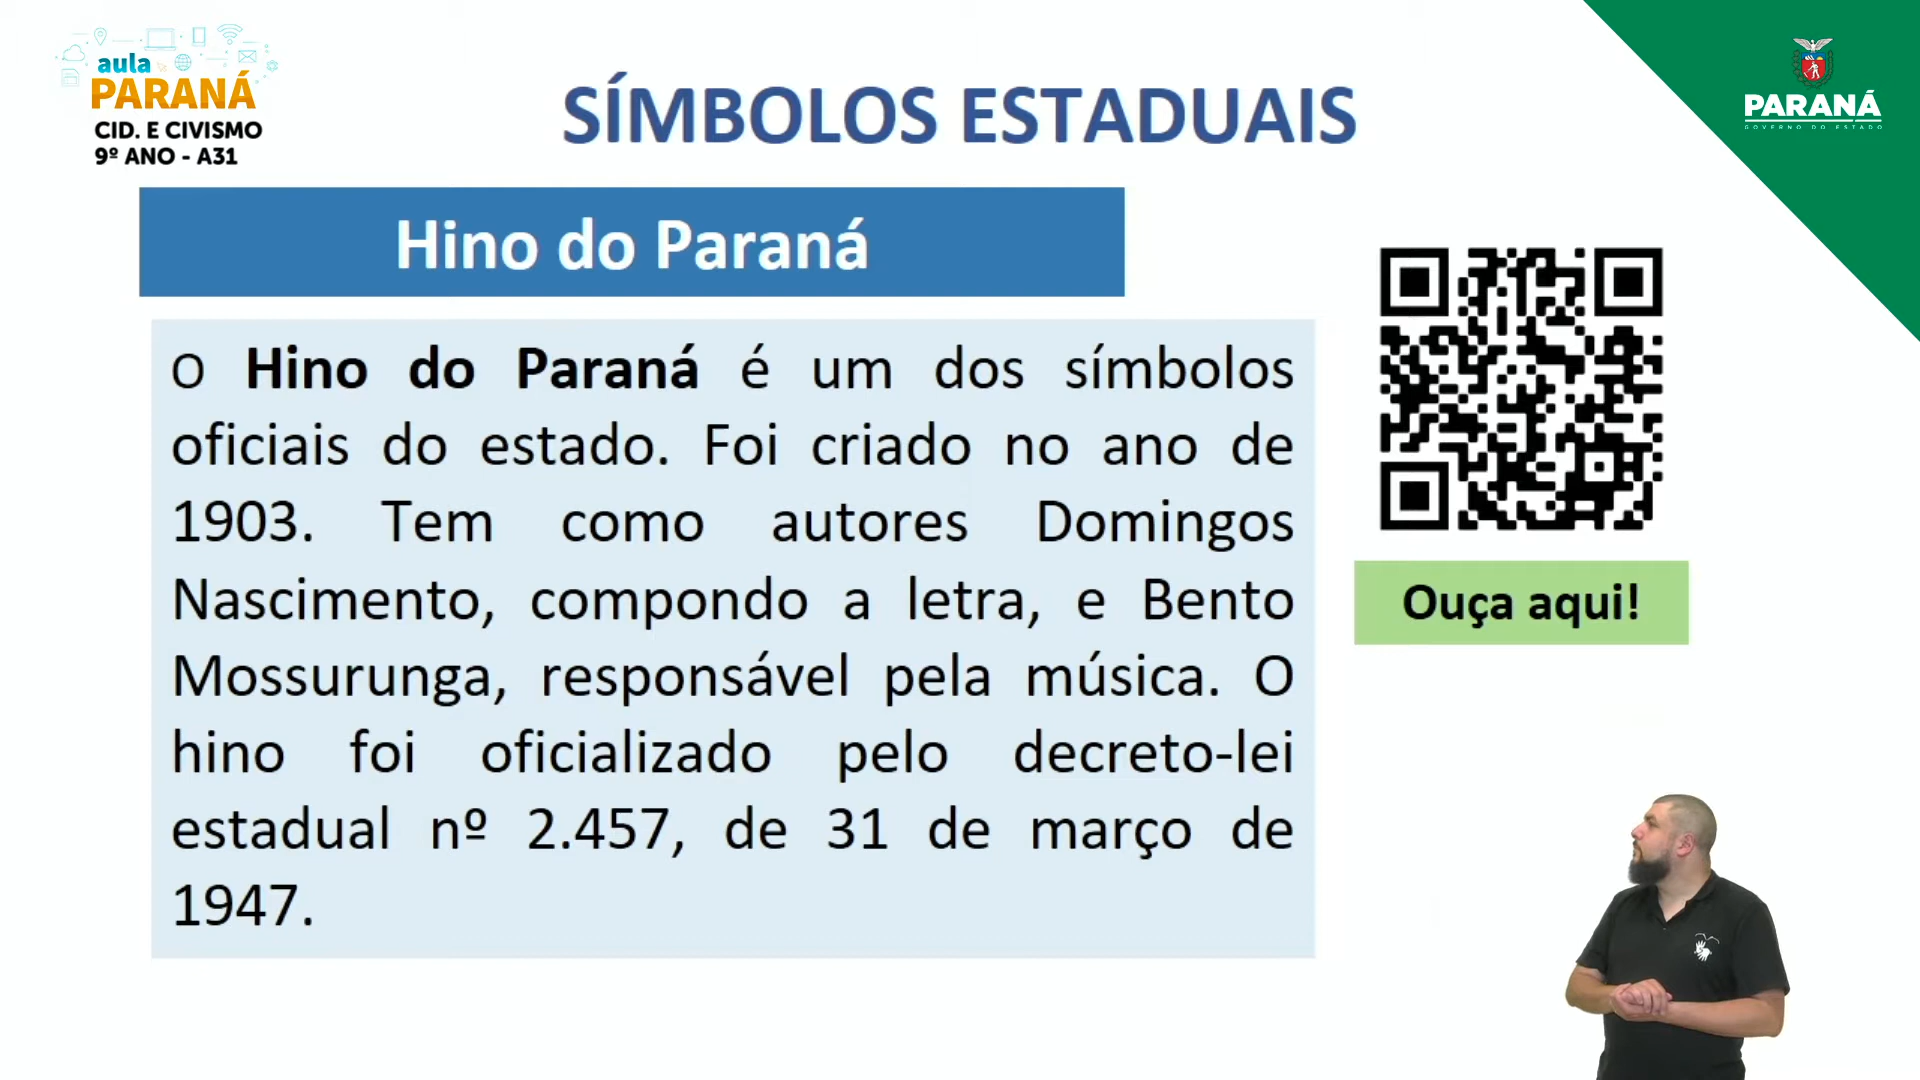 aula
PARANÁ
CID. E CIVISMO
9º ANO - A31
SÍMBOLOS ESTADUAIS
PARANÁ
GOVERNO DO ESTADO
Hino do Paraná
O Hino do Paraná é um dos símbolos
oficiais do estado. Foi criado no ano de
1903. Tem como autores Domingos
Nascimento, compondo a letra, e Bento
Mossurunga, responsável pela música. O
hino foi oficializado pelo decreto-lei
estadual nº 2.457, de 31 de março de
1947.
Ouça aqui!